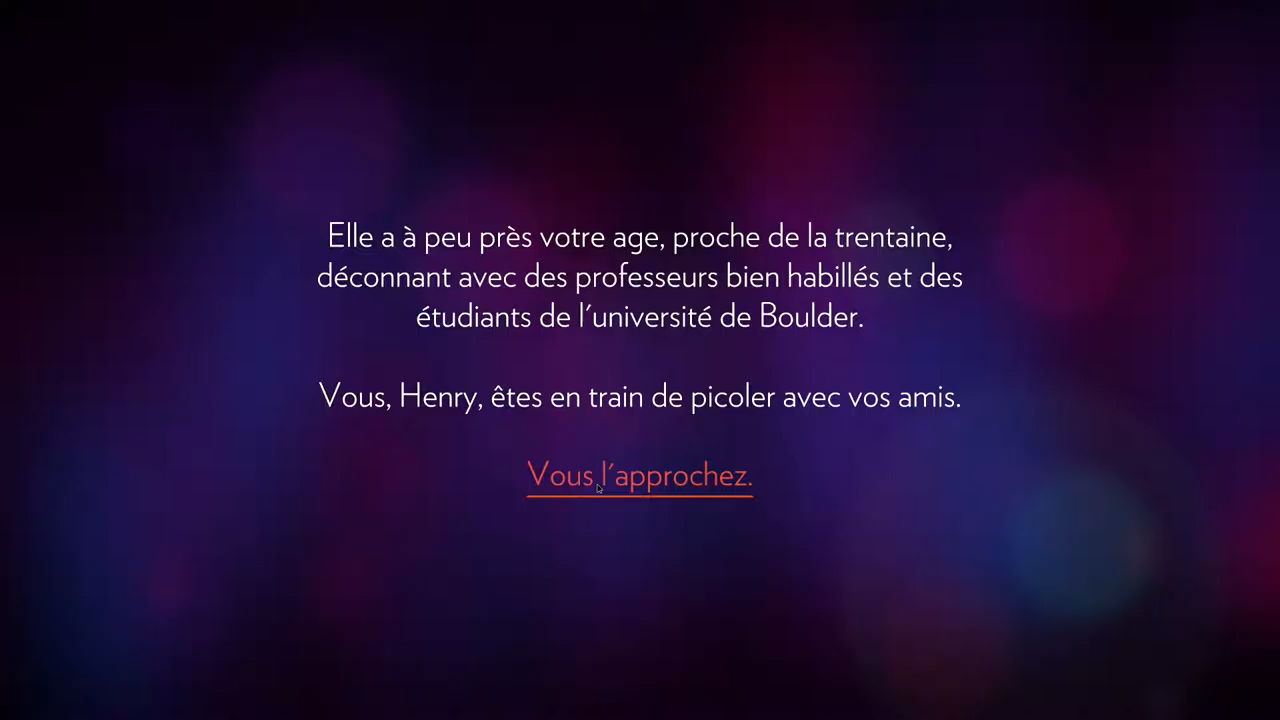 Elle a à peu près votre age, proche de la trentaine,
déconnant avec des professeurs bien habillés et des
étudiants de l'université de Boulder.
Vous, Henry, êtes en train de picoler avec vos amis.
Vous l'approchez.